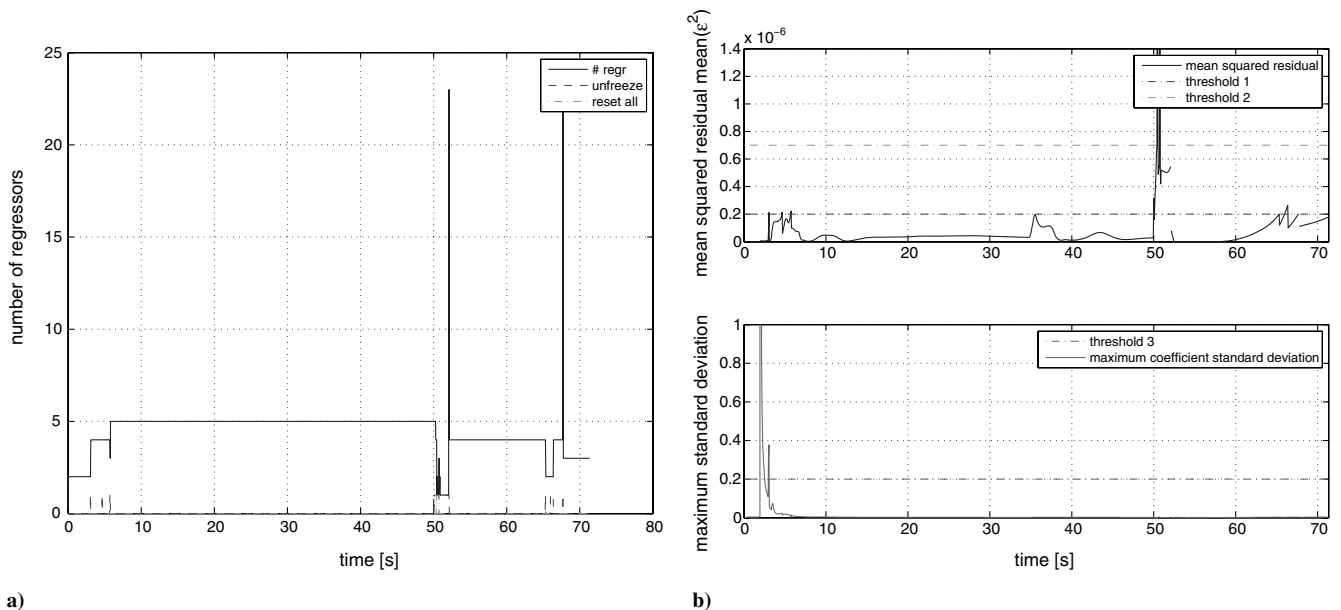 25
20
15
10
5
0
number of regressors
# regr
unfreeze
reset all
0 10 20 30 40 50 60 70 80
time [s]
a)
x 10⁻⁶
1.4
1.2
1
0.8
0.6
0.4
0.2
0
mean squared residual mean(ε²)
mean squared residual
threshold 1
threshold 2
0 10 20 30 40 50 60 70
1
0.8
0.6
0.4
0.2
0
maximum standard deviation
threshold 3
maximum coefficient standard deviation
0 10 20 30 40 50 60 70
time [s]
b)